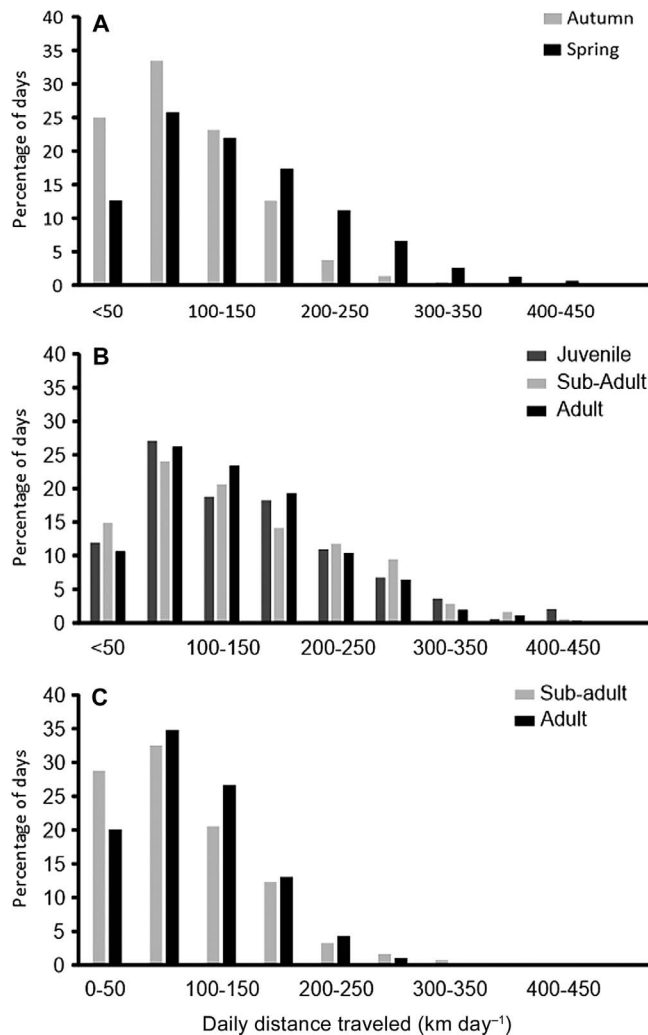 A
Autumn
Spring
Percentage of days
40
35
30
25
20
15
10
5
0
<50 100-150 200-250 300-350 400-450
B
Juvenile
Sub-Adult
Adult
Percentage of days
40
35
30
25
20
15
10
5
0
<50 100-150 200-250 300-350 400-450
C
Sub-adult
Adult
Percentage of days
40
35
30
25
20
15
10
5
0
0-50 100-150 200-250 300-350 400-450
Daily distance traveled (km day⁻¹)